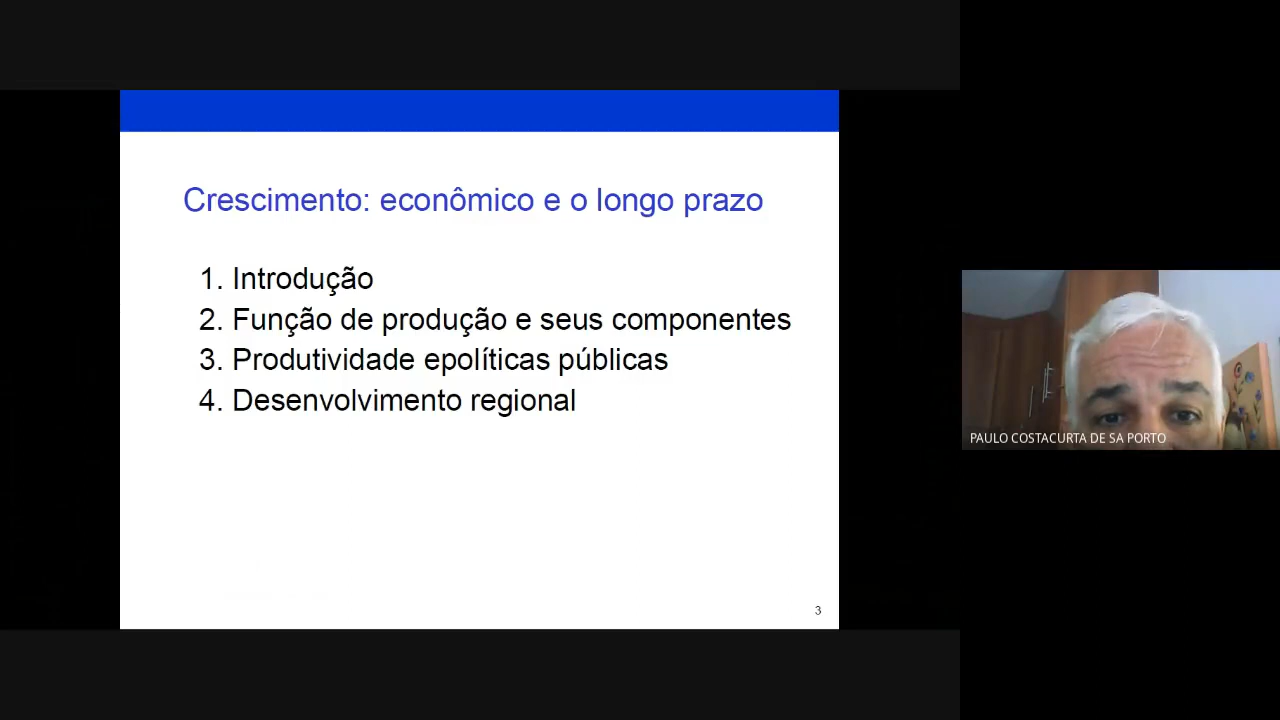 Crescimento: econômico e o longo prazo
1. Introdução
2. Função de produção e seus componentes
3. Produtividade epolíticas públicas
4. Desenvolvimento regional
3
PAULO COSTACURTA DE SA PORTO